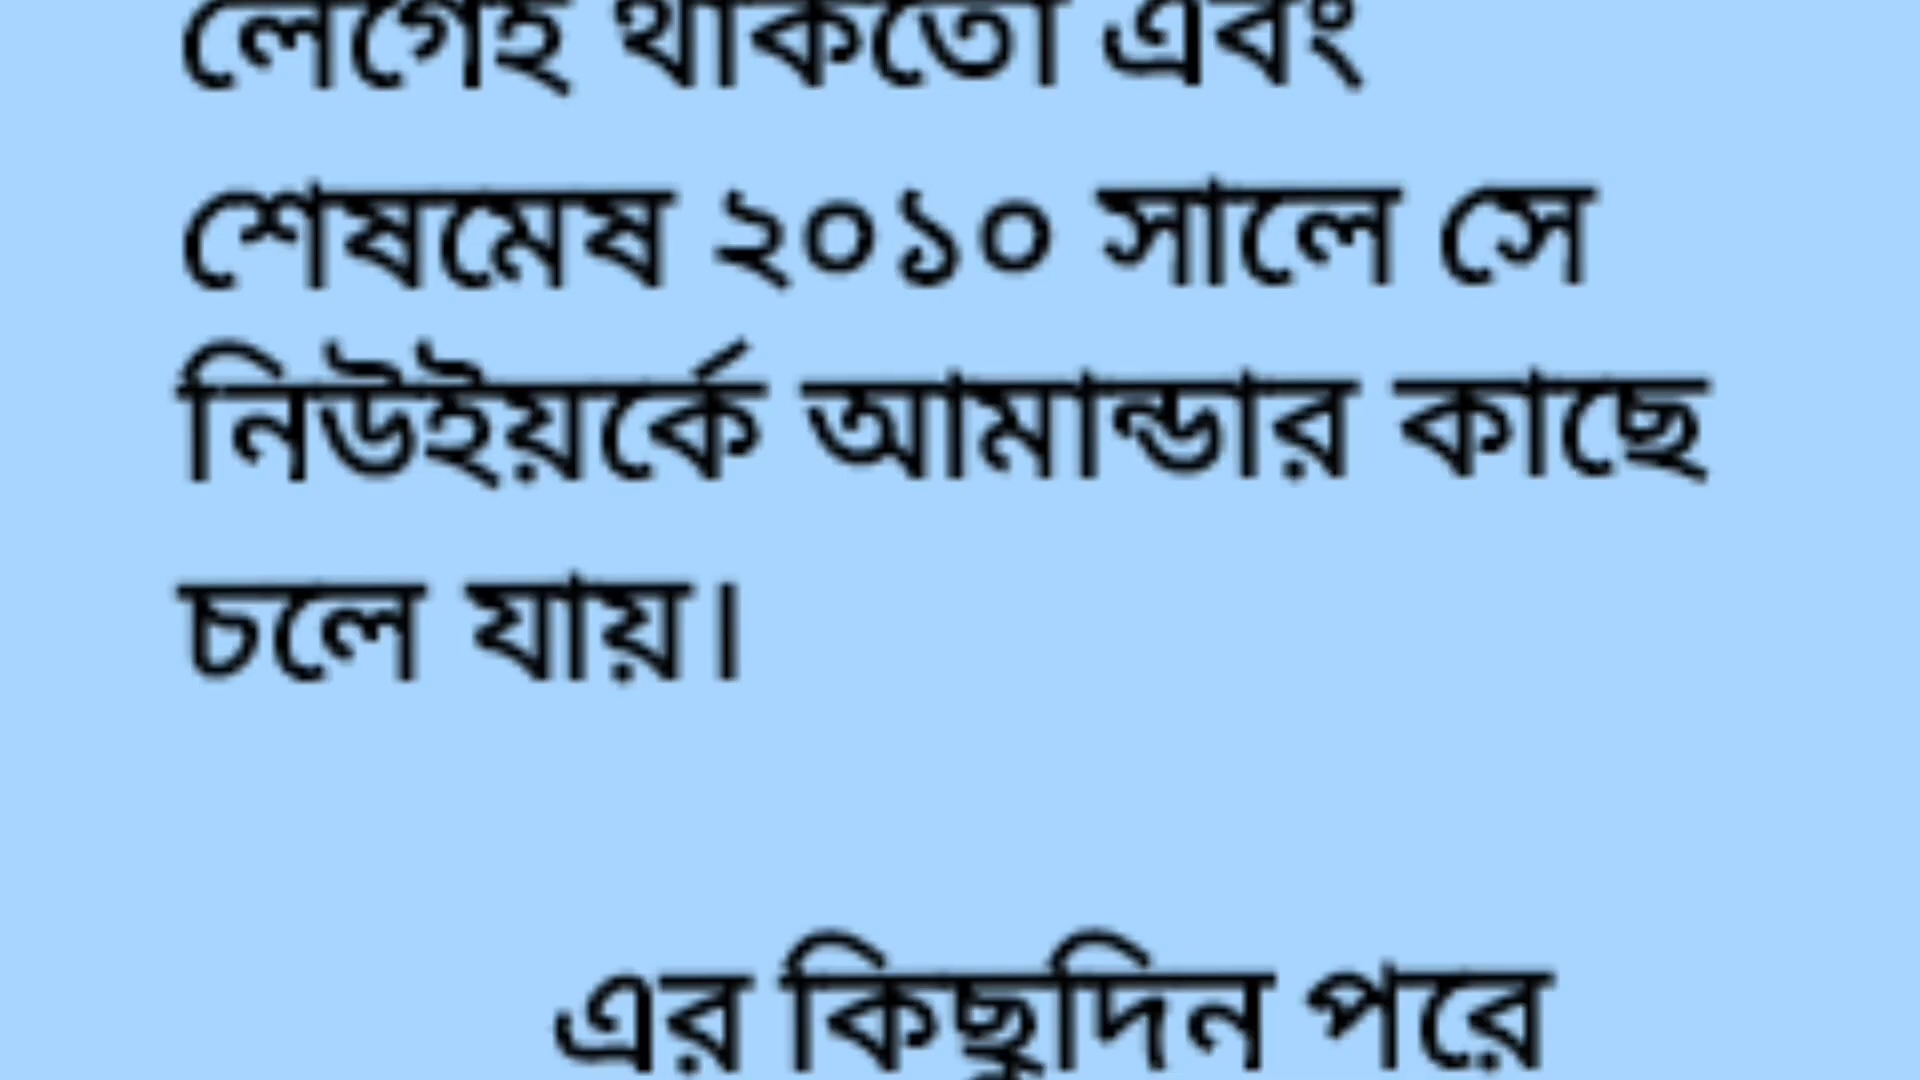 লেগেই থাকতো এবং
শেষমেষ ২০১০ সালে সে
নিউইয়র্কে আমান্ডার কাছে
চলে যায়।
এর কিছুদিন পরে